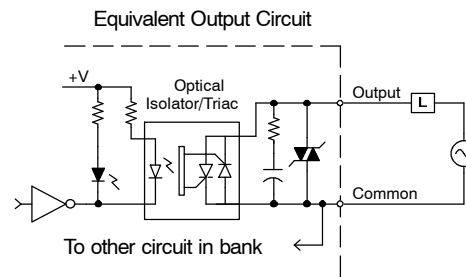 Equivalent Output Circuit
+V
Optical
Isolator/Triac
Output
L
Common
To other circuit in bank